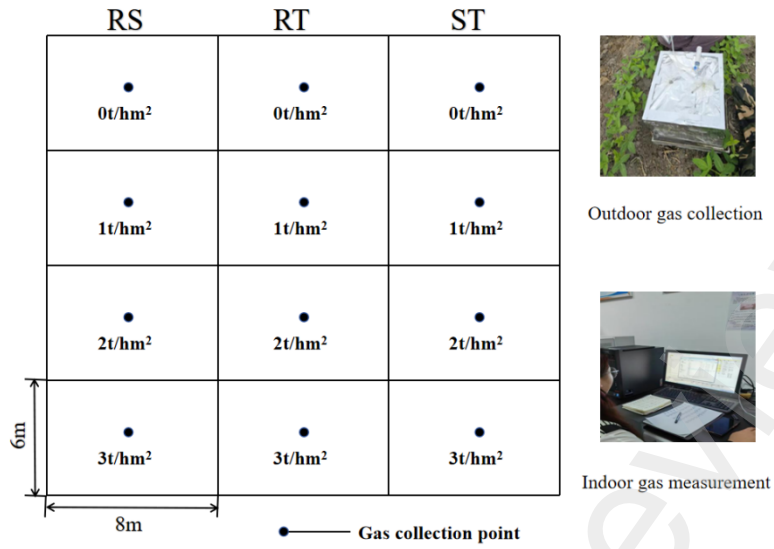 RS RT ST
0t/hm² 0t/hm² 0t/hm²
1t/hm² 1t/hm² 1t/hm²
Outdoor gas collection
2t/hm² 2t/hm² 2t/hm²
6m
3t/hm² 3t/hm² 3t/hm²
Indoor gas measurement
8m
Gas collection point